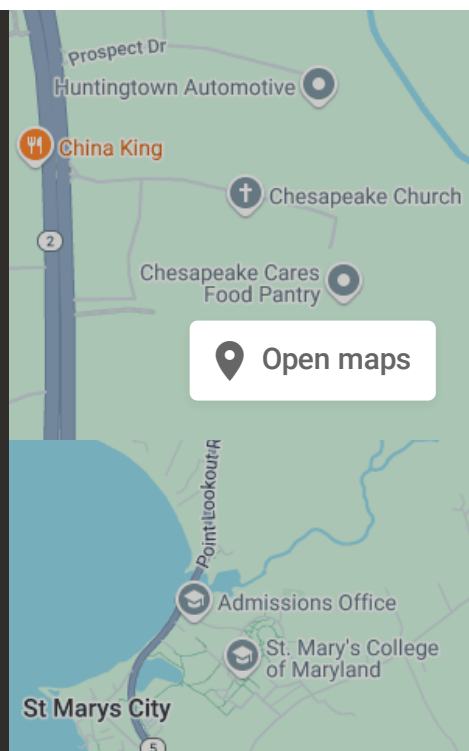 Prospect Dr
Huntingtown Automotive
China King
Chesapeake Church
2
Chesapeake Cares
Food Pantry
Open maps
Point Lookout R
Admissions Office
St. Mary's College
of Maryland
St Marys City
5